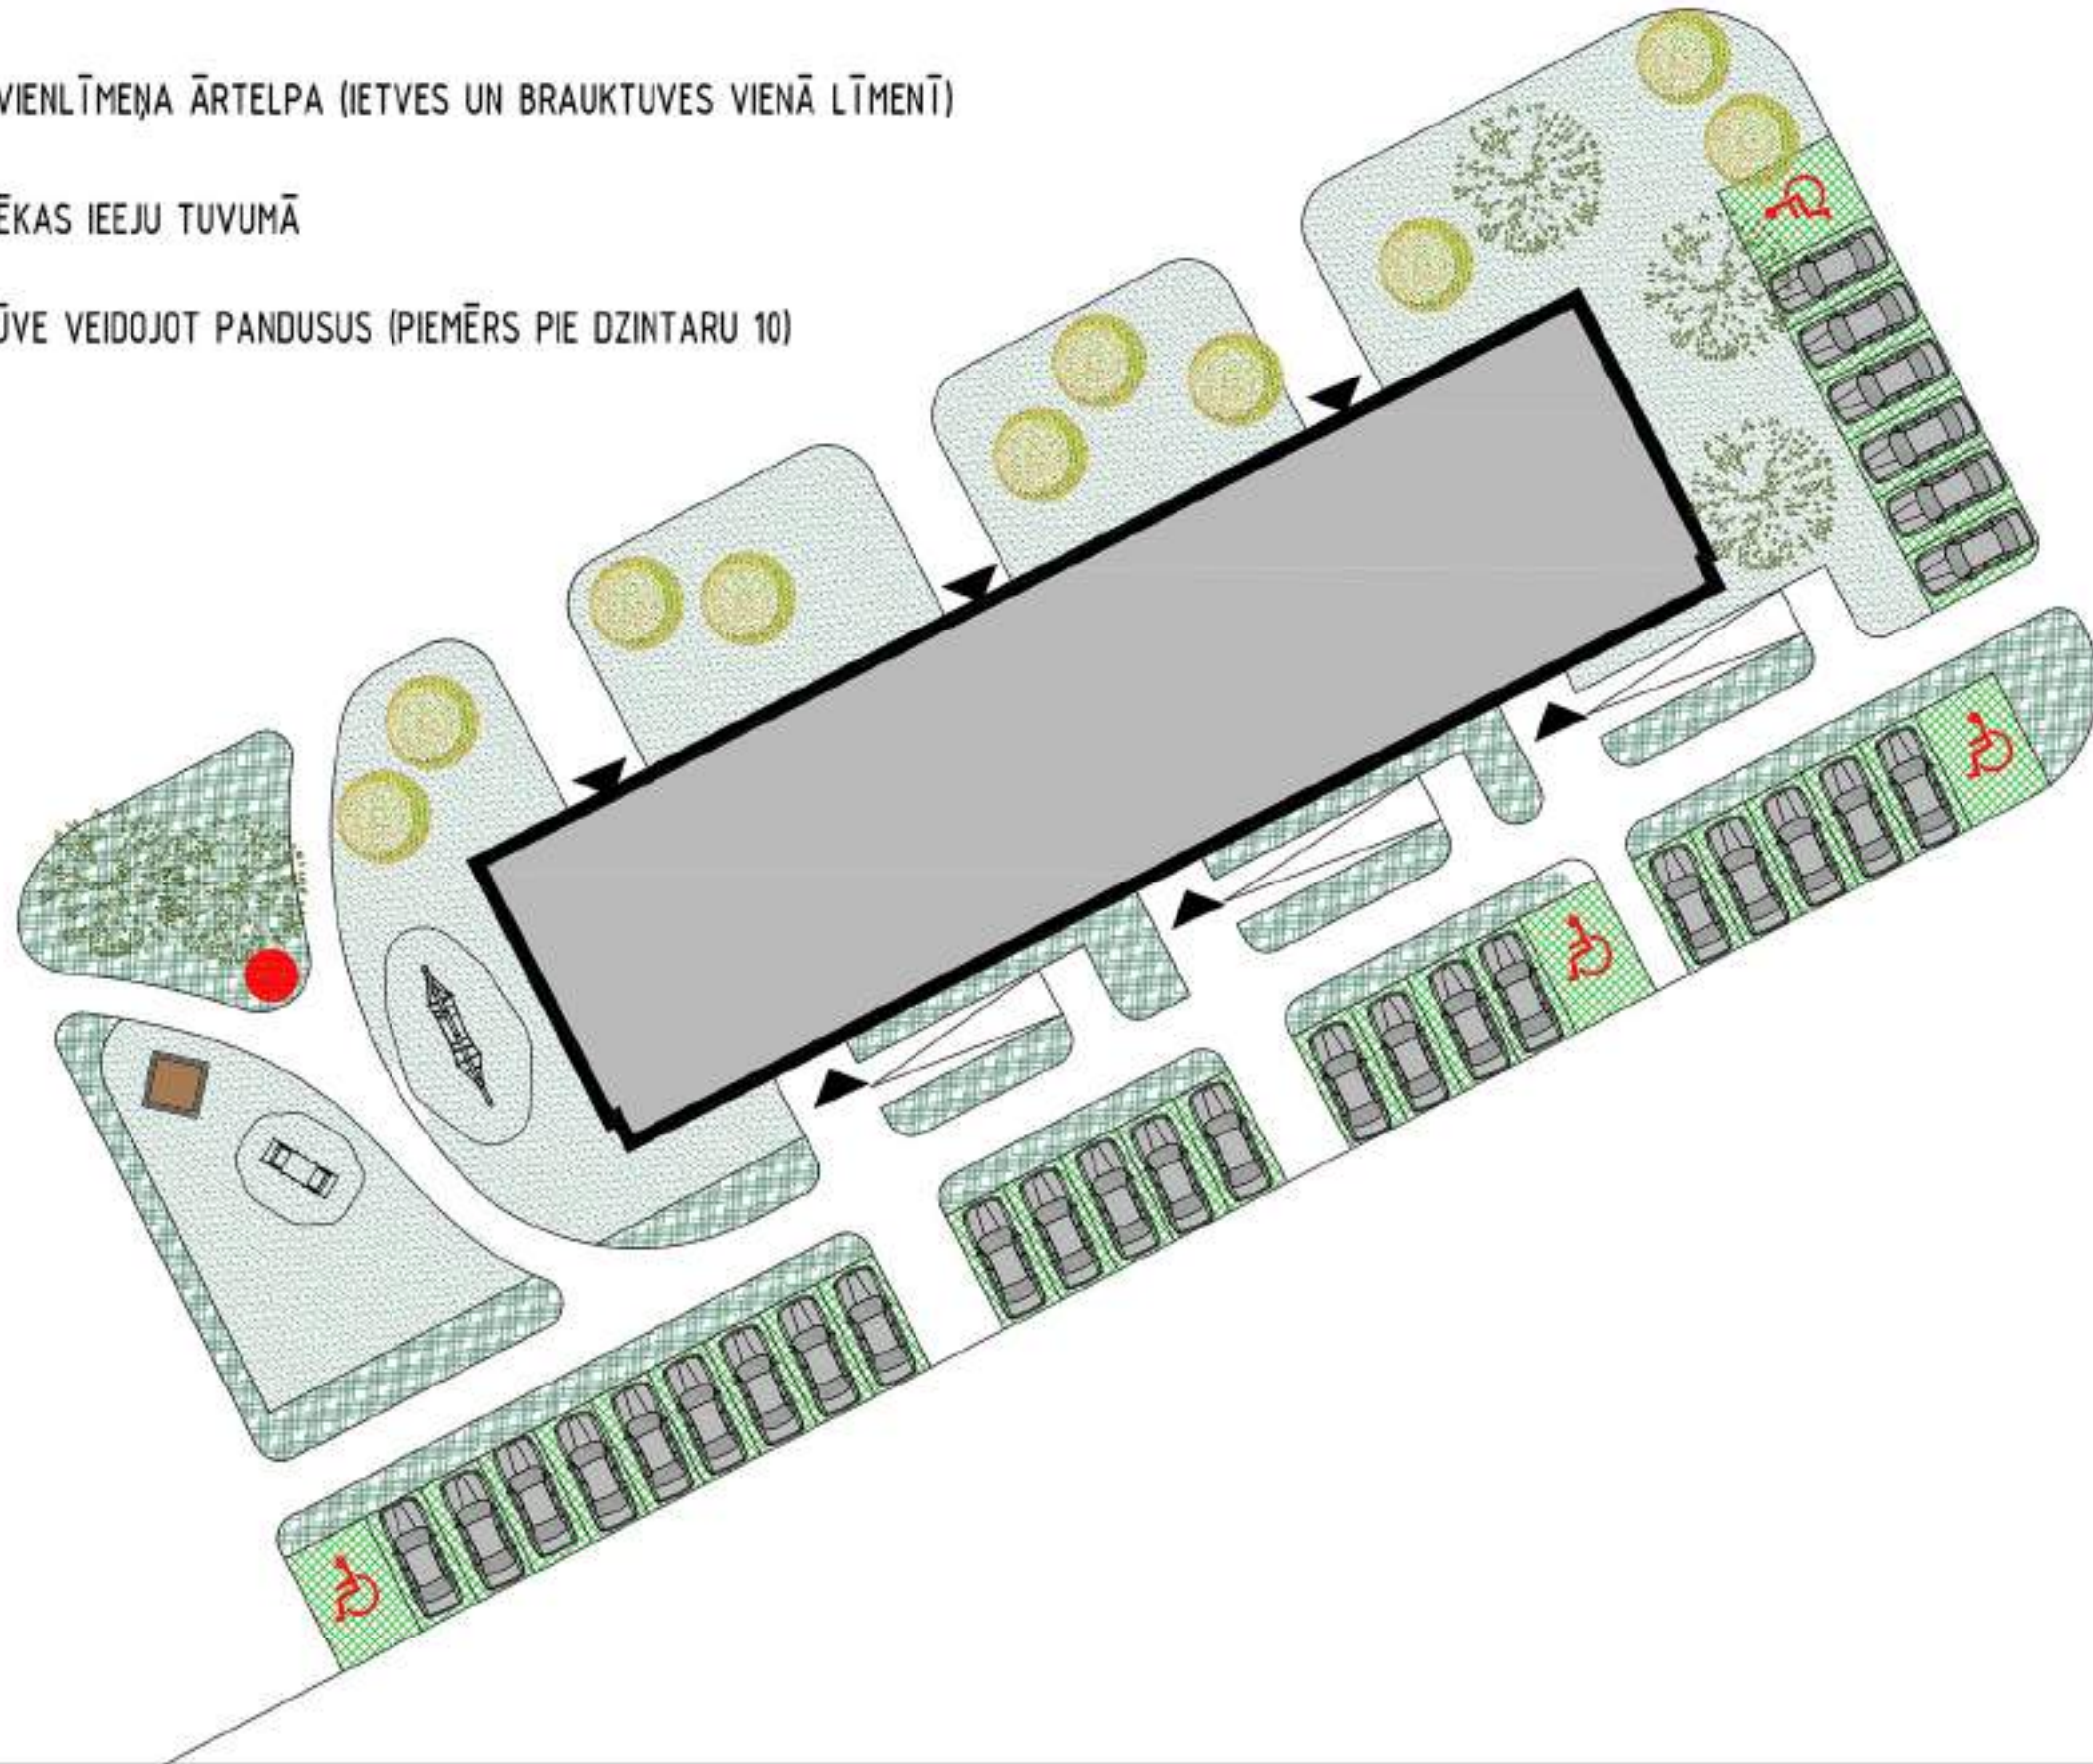 VIENLĪMEŅA ĀRTELPA (IETVES UN BRAUKTUVES VIENĀ LĪMENĪ)
ĒKAS IEEJU TUVUMĀ
ŪVE VEIDOJOT PANDUSUS (PIEMĒRS PIE DZINTARU 10)